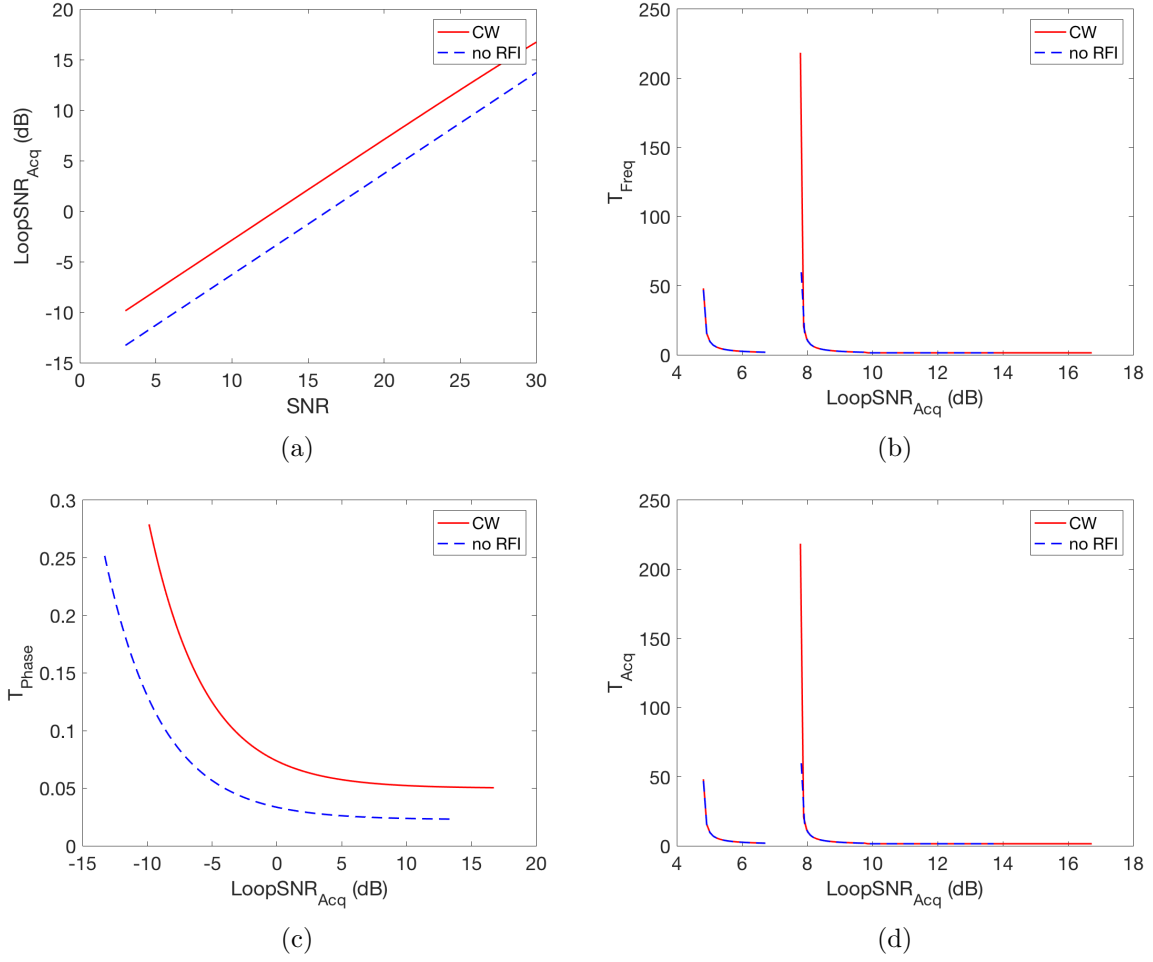 20
15
10
5
0
-5
-10
-15
LoopSNR_Acq (dB)
0 5 10 15 20 25 30
SNR
CW
no RFI
(a)
250
200
150
100
50
0
T_Freq
4 6 8 10 12 14 16 18
LoopSNR_Acq (dB)
CW
no RFI
(b)
0.3
0.25
0.2
0.15
0.1
0.05
0
T_Phase
-15 -10 -5 0 5 10 15 20
LoopSNR_Acq (dB)
CW
no RFI
(c)
250
200
150
100
50
0
T_Acq
4 6 8 10 12 14 16 18
LoopSNR_Acq (dB)
CW
no RFI
(d)